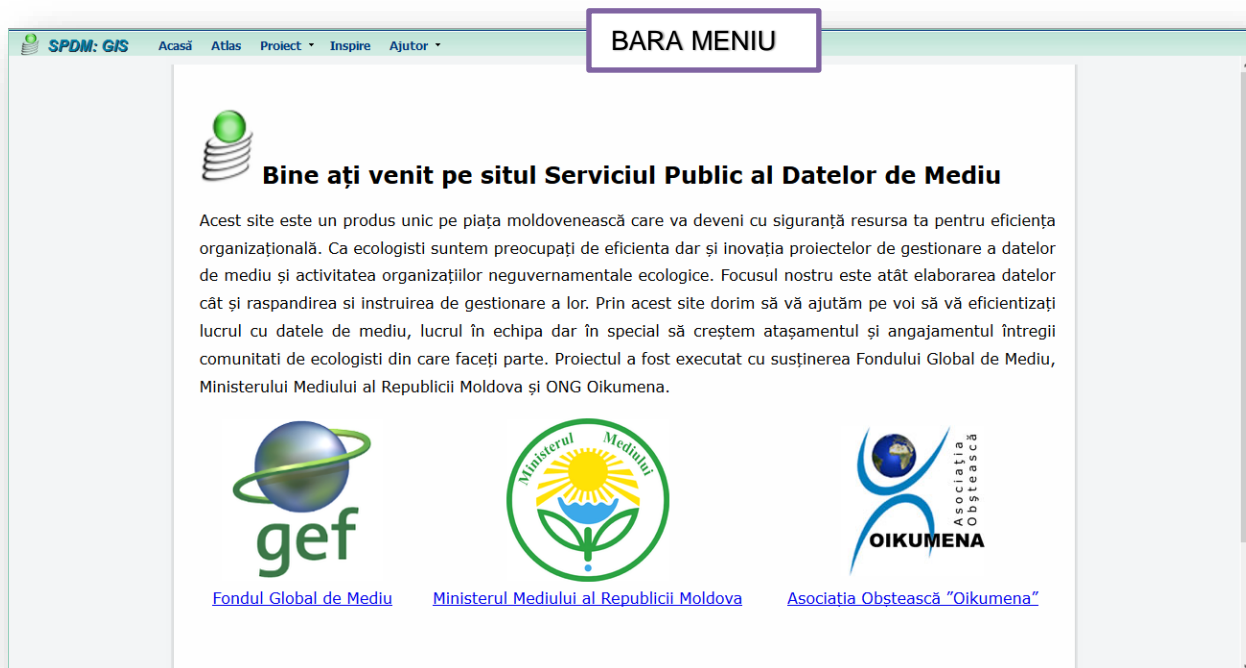 SPDM: GIS Acasă Atlas Proiect Inspire Ajutor
BARA MENIU
Bine ați venit pe situl Serviciul Public al Datelor de Mediu
Acest site este un produs unic pe piața moldovenească care va deveni cu siguranță resursa ta pentru eficiența
organizațională. Ca ecologisti suntem preocupați de eficienta dar și inovația proiectelor de gestionare a datelor
de mediu și activitatea organizațiilor neguvernamentale ecologice. Focusul nostru este atât elaborarea datelor
cât și raspandirea si instruirea de gestionare a lor. Prin acest site dorim să vă ajutăm pe voi să vă eficientizați
lucrul cu datele de mediu, lucrul în echipa dar în special să creștem atașamentul și angajamentul întregii
comunitati de ecologisti din care faceți parte. Proiectul a fost executat cu susținerea Fondului Global de Mediu,
Ministerului Mediului al Republicii Moldova și ONG Oikumena.
gef
Ministerul Mediului
Asociația
Obștească
OIKUMENA
Fondul Global de Mediu
Ministerul Mediului al Republicii Moldova
Asociația Obștească ”Oikumena”